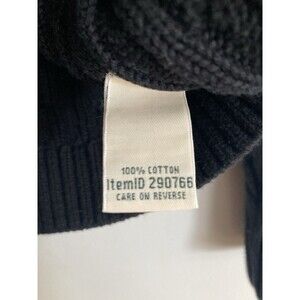 100% COTTON
ItemID 290766
CARE ON REVERSE